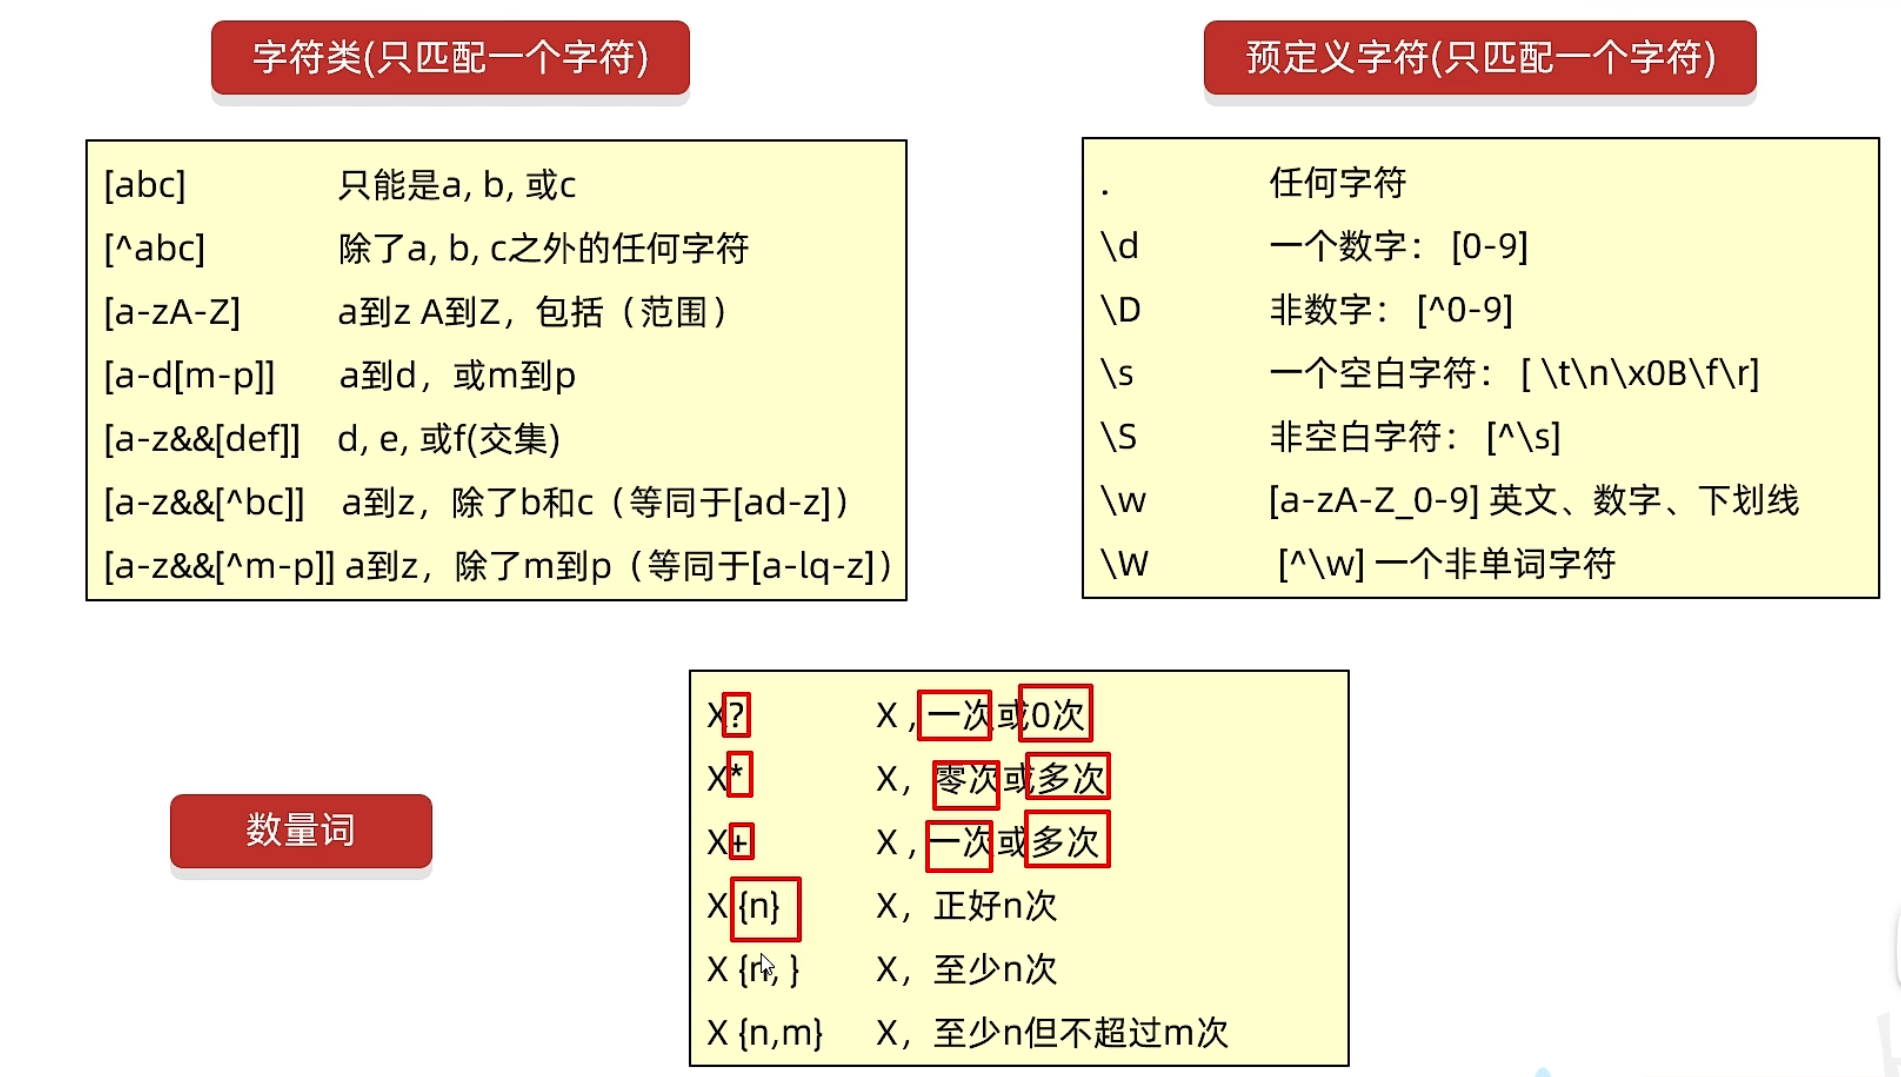 字符类(只匹配一个字符)
[abc] 只能是a, b, 或c
[^abc] 除了a, b, c之外的任何字符
[a-zA-Z] a到z A到Z，包括（范围）
[a-d[m-p]] a到d，或m到p
[a-z&&[def]] d, e, 或f(交集)
[a-z&&[^bc]] a到z，除了b和c（等同于[ad-z]）
[a-z&&[^m-p]] a到z，除了m到p（等同于[a-lq-z]）
预定义字符(只匹配一个字符)
. 任何字符
\d 一个数字： [0-9]
\D 非数字： [^0-9]
\s 一个空白字符： [ \t\n\x0B\f\r]
\S 非空白字符： [^\s]
\w [a-zA-Z_0-9] 英文、数字、下划线
\W [^\w] 一个非单词字符
数量词
X? X , 一次或0次
X* X，零次或多次
X+ X , 一次或多次
X {n} X，正好n次
X {n, } X，至少n次
X {n,m} X，至少n但不超过m次